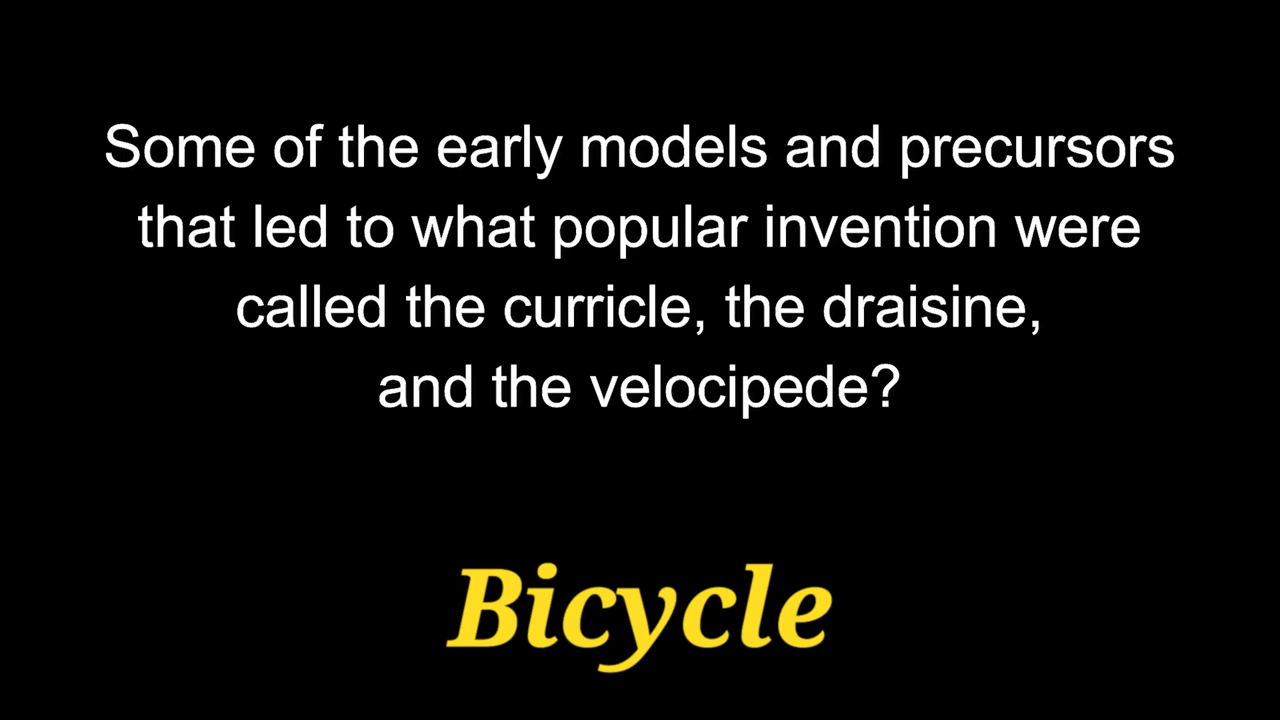 Some of the early models and precursors
that led to what popular invention were
called the curricle, the draisine,
and the velocipede?
Bicycle